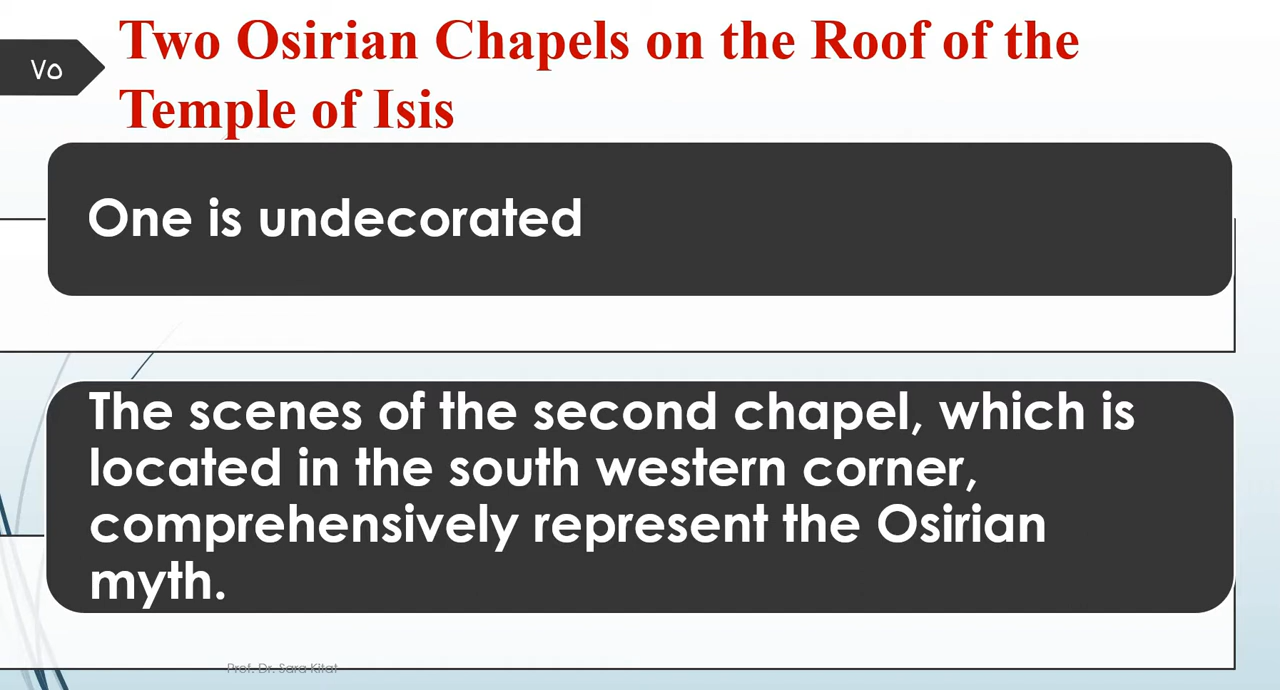 Two Osirian Chapels on the Roof of the
Temple of Isis
٧٥
One is undecorated
The scenes of the second chapel, which is
located in the south western corner,
comprehensively represent the Osirian
myth.
Prof. Dr. Sara Kitat